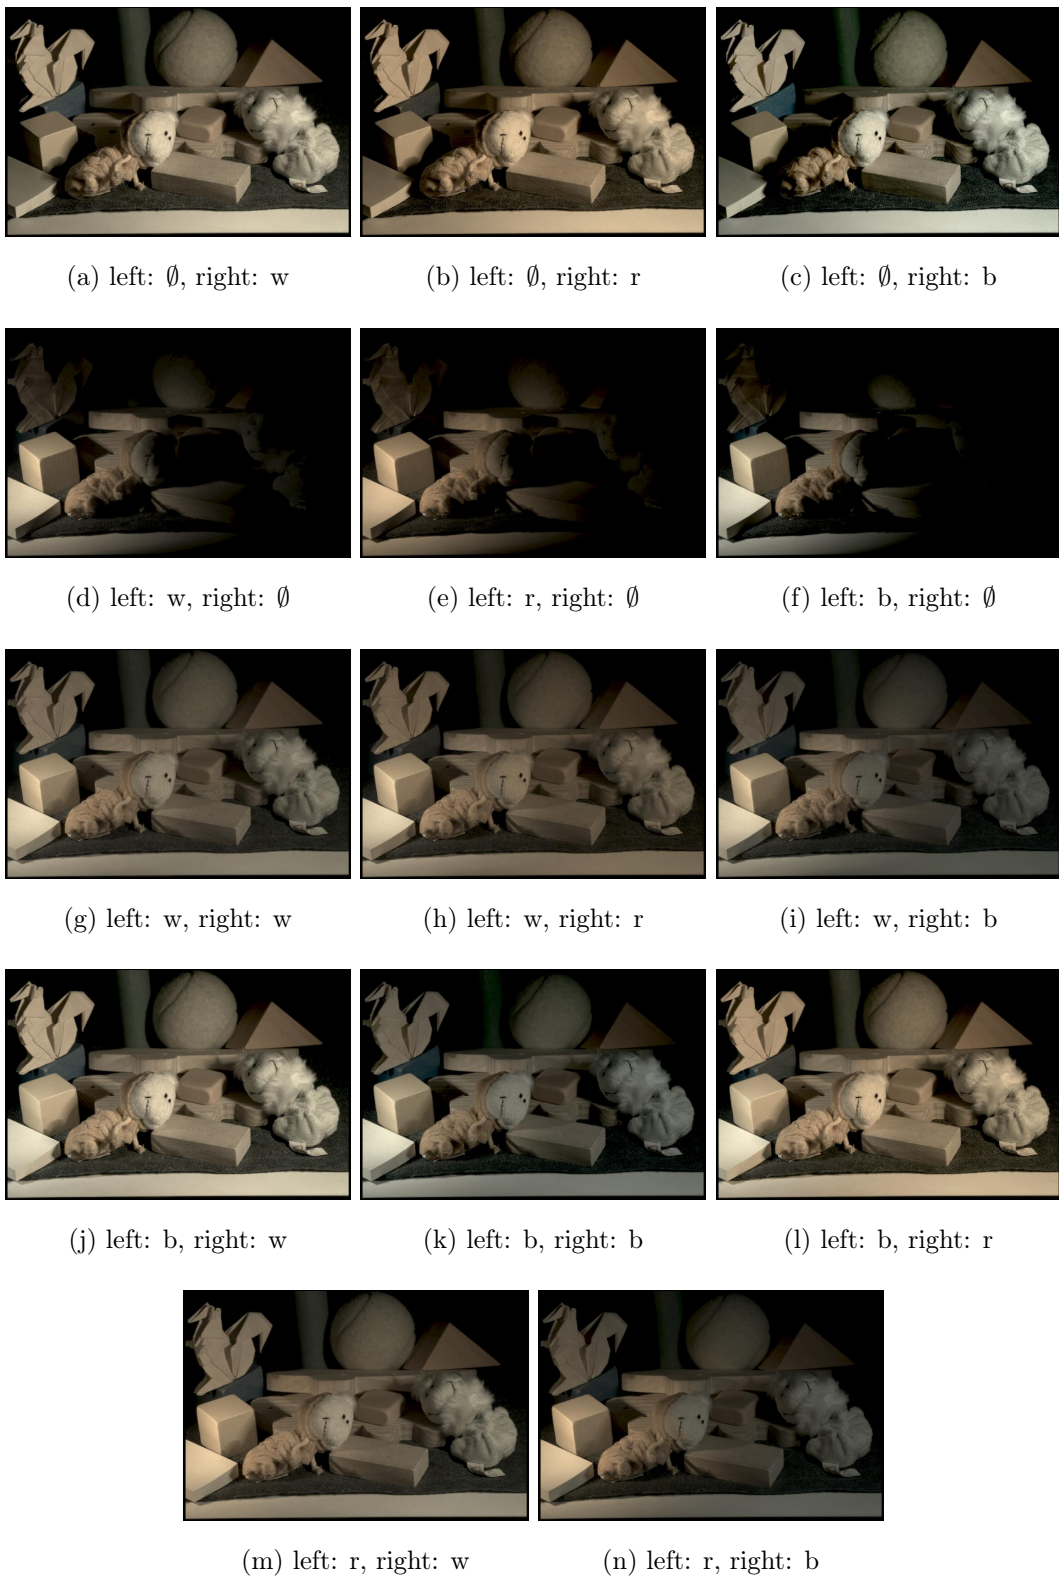 (a) left: ∅, right: w
(b) left: ∅, right: r
(c) left: ∅, right: b
(d) left: w, right: ∅
(e) left: r, right: ∅
(f) left: b, right: ∅
(g) left: w, right: w
(h) left: w, right: r
(i) left: w, right: b
(j) left: b, right: w
(k) left: b, right: b
(l) left: b, right: r
(m) left: r, right: w
(n) left: r, right: b